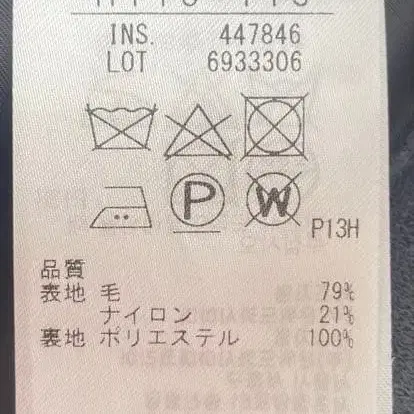 INS. 447846
LOT 6933306
P W
P13H
品質
表地 毛 79%
ナイロン 21%
裏地 ポリエステル 100%